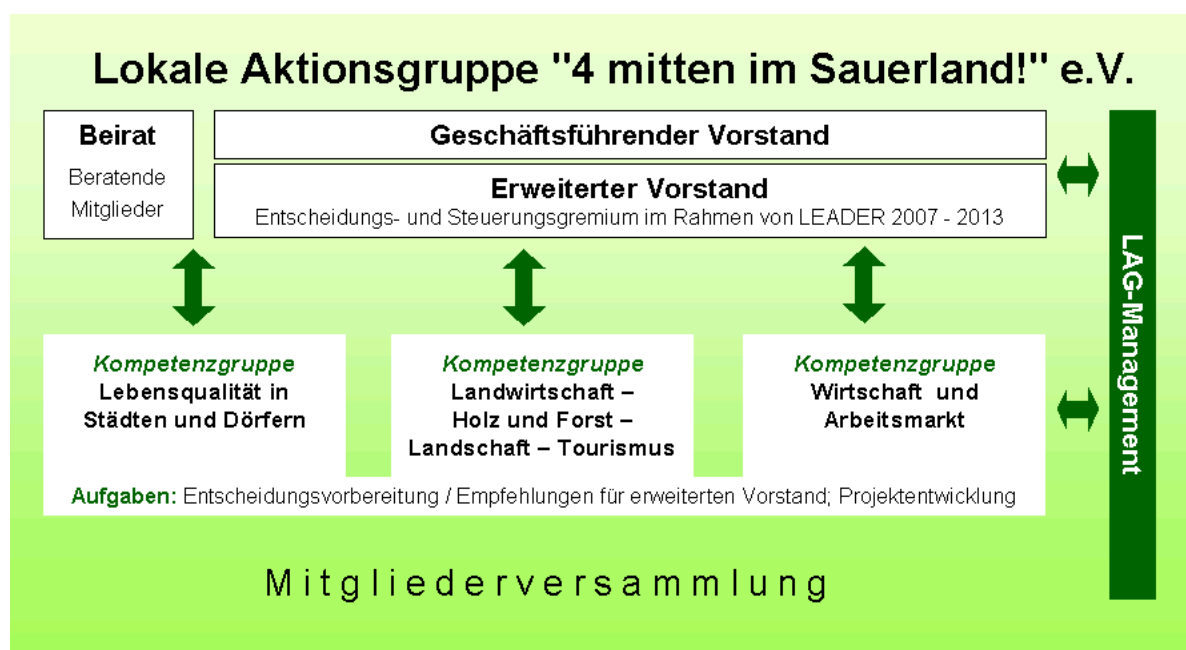 Lokale Aktionsgruppe "4 mitten im Sauerland!" e.V.
Beirat
Beratende
Mitglieder
Geschäftsführender Vorstand
Erweiterter Vorstand
Entscheidungs- und Steuerungsgremium im Rahmen von LEADER 2007 - 2013
LAG-Management
Kompetenzgruppe
Lebensqualität in
Städten und Dörfern
Kompetenzgruppe
Landwirtschaft –
Holz und Forst –
Landschaft – Tourismus
Kompetenzgruppe
Wirtschaft und
Arbeitsmarkt
Aufgaben: Entscheidungsvorbereitung / Empfehlungen für erweiterten Vorstand; Projektentwicklung
Mitgliederversammlung